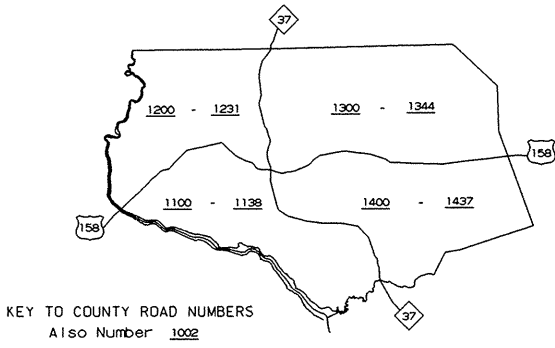 37
1200 - 1231
1300 - 1344
158
1100 - 1138
1400 - 1437
158
KEY TO COUNTY ROAD NUMBERS
Also Number 1002
37